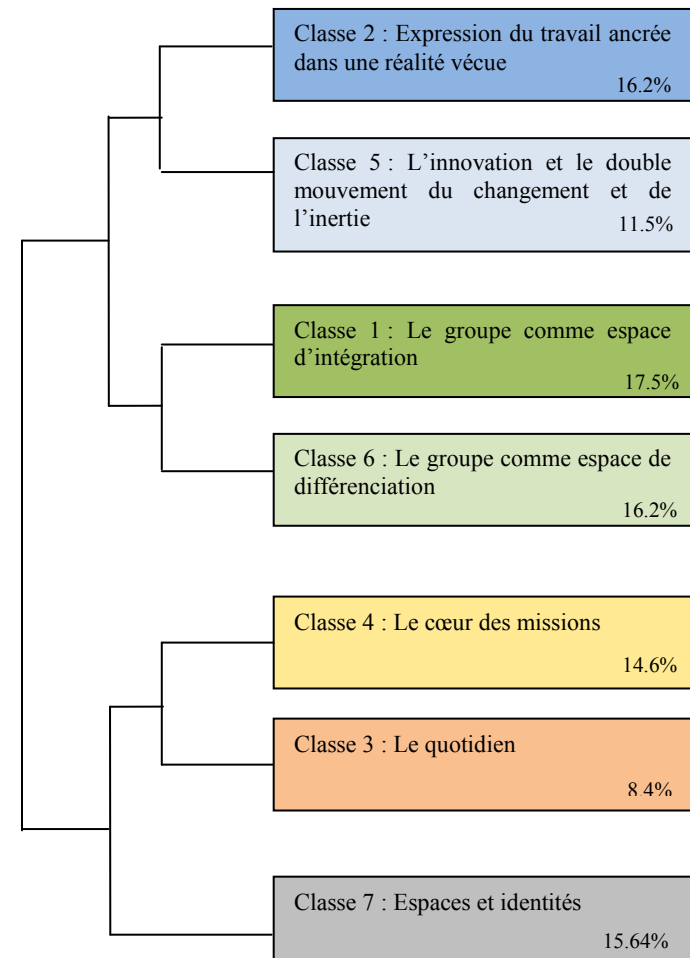 Classe 2 : Expression du travail ancrée
dans une réalité vécue
16.2%
Classe 5 : L’innovation et le double
mouvement du changement et de
l’inertie 11.5%
Classe 1 : Le groupe comme espace
d’intégration
17.5%
Classe 6 : Le groupe comme espace de
différenciation
16.2%
Classe 4 : Le cœur des missions
14.6%
Classe 3 : Le quotidien
8.4%
Classe 7 : Espaces et identités
15.64%